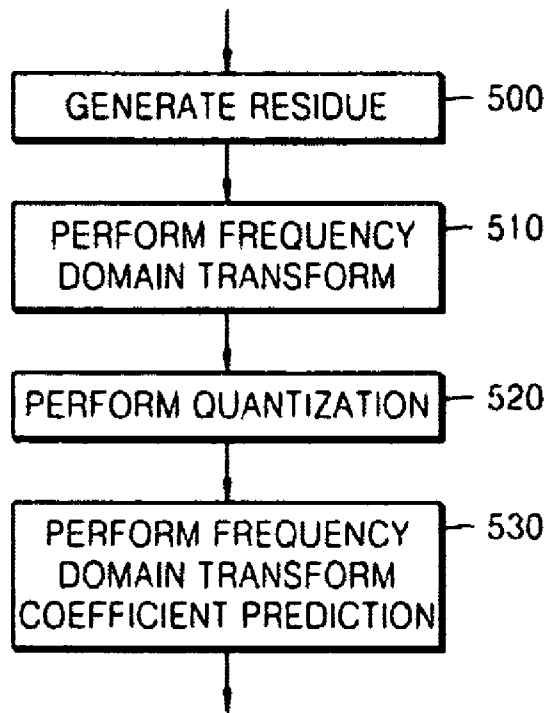 GENERATE RESIDUE
500
PERFORM FREQUENCY
DOMAIN TRANSFORM
510
PERFORM QUANTIZATION
520
PERFORM FREQUENCY
DOMAIN TRANSFORM
COEFFICIENT PREDICTION
530